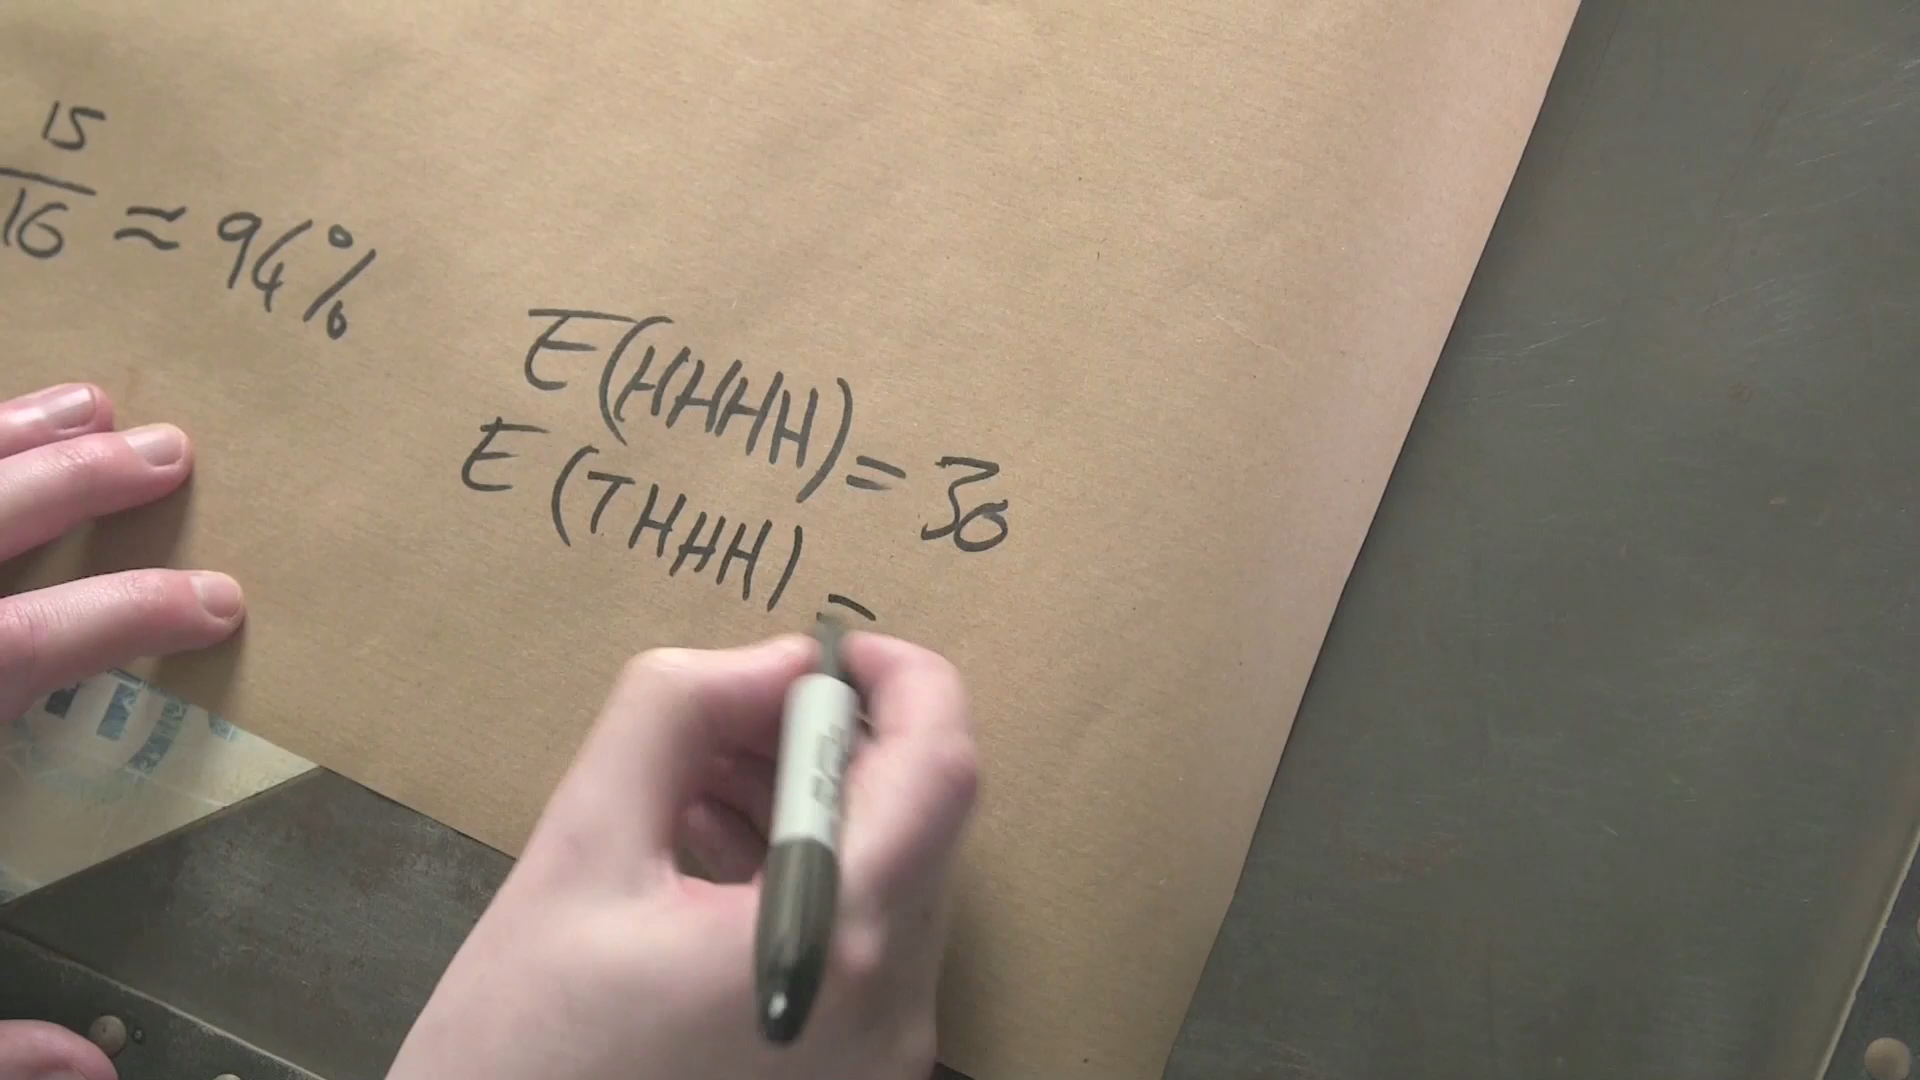 15
16 ≈ 94%
E(HHHH) = 30
E(THHH) =